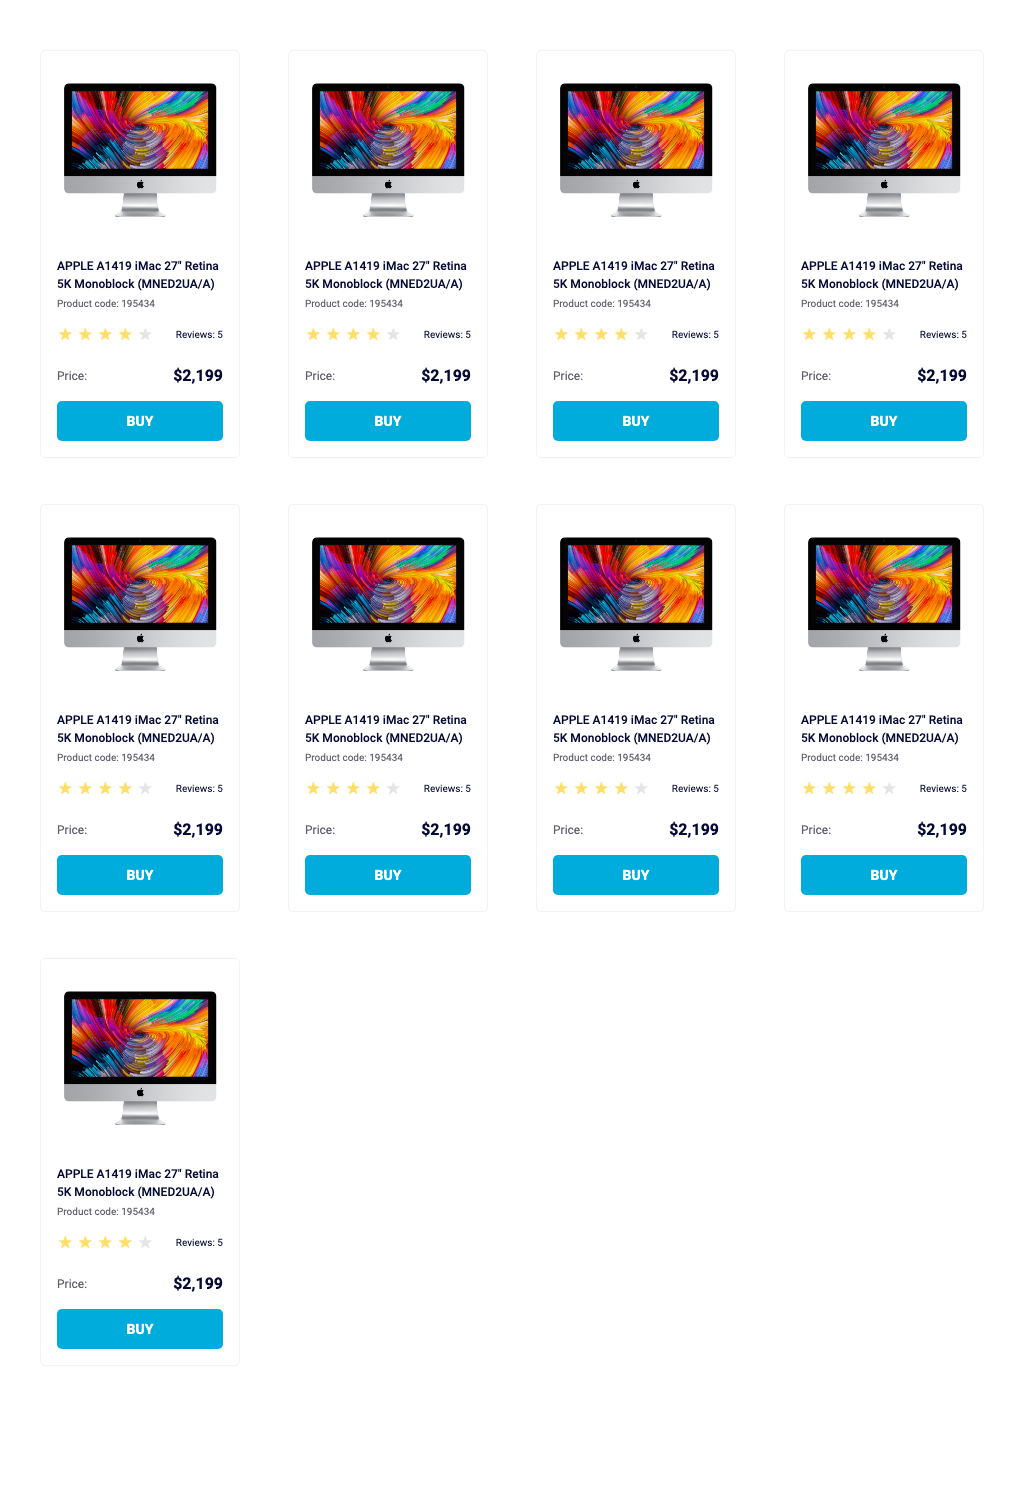 APPLE A1419 iMac 27" Retina
5K Monoblock (MNED2UA/A)
Product code: 195434
Reviews: 5
Price: $2,199
BUY
APPLE A1419 iMac 27" Retina
5K Monoblock (MNED2UA/A)
Product code: 195434
Reviews: 5
Price: $2,199
BUY
APPLE A1419 iMac 27" Retina
5K Monoblock (MNED2UA/A)
Product code: 195434
Reviews: 5
Price: $2,199
BUY
APPLE A1419 iMac 27" Retina
5K Monoblock (MNED2UA/A)
Product code: 195434
Reviews: 5
Price: $2,199
BUY
APPLE A1419 iMac 27" Retina
5K Monoblock (MNED2UA/A)
Product code: 195434
Reviews: 5
Price: $2,199
BUY
APPLE A1419 iMac 27" Retina
5K Monoblock (MNED2UA/A)
Product code: 195434
Reviews: 5
Price: $2,199
BUY
APPLE A1419 iMac 27" Retina
5K Monoblock (MNED2UA/A)
Product code: 195434
Reviews: 5
Price: $2,199
BUY
APPLE A1419 iMac 27" Retina
5K Monoblock (MNED2UA/A)
Product code: 195434
Reviews: 5
Price: $2,199
BUY
APPLE A1419 iMac 27" Retina
5K Monoblock (MNED2UA/A)
Product code: 195434
Reviews: 5
Price: $2,199
BUY